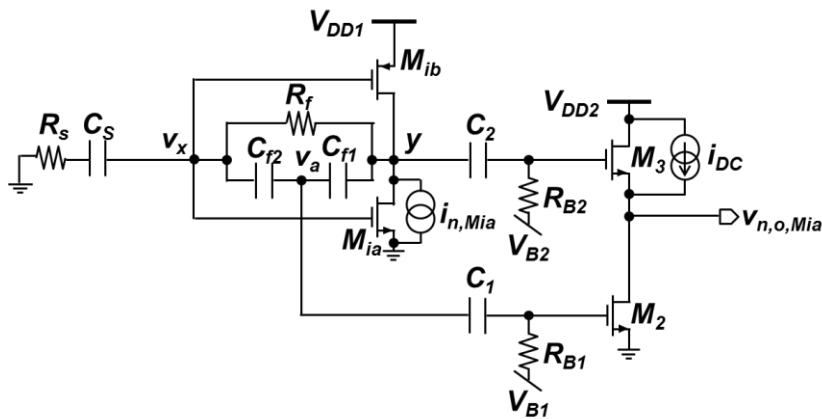 V_DD1
M_ib
R_f
V_DD2
R_s
C_S
v_x
y
C_2
C_f2
v_a
C_f1
M_3
i_DC
R_B2
i_n,Mia
v_n,o,Mia
M_ia
V_B2
C_1
M_2
R_B1
V_B1